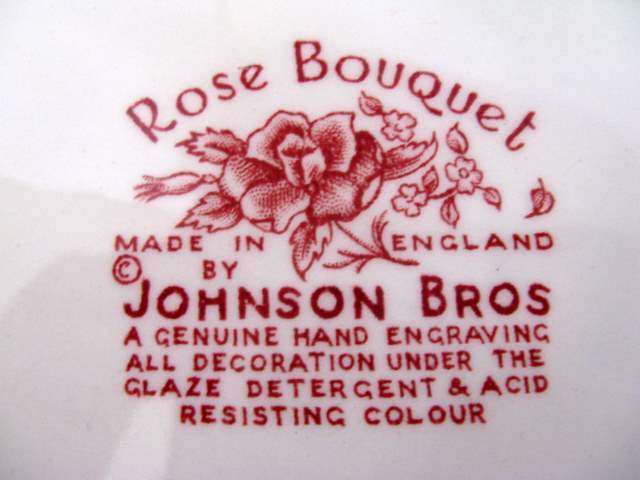 Rose Bouquet
MADE IN ENGLAND
© BY
JOHNSON BROS
A GENUINE HAND ENGRAVING
ALL DECORATION UNDER THE
GLAZE DETERGENT & ACID
RESISTING COLOUR